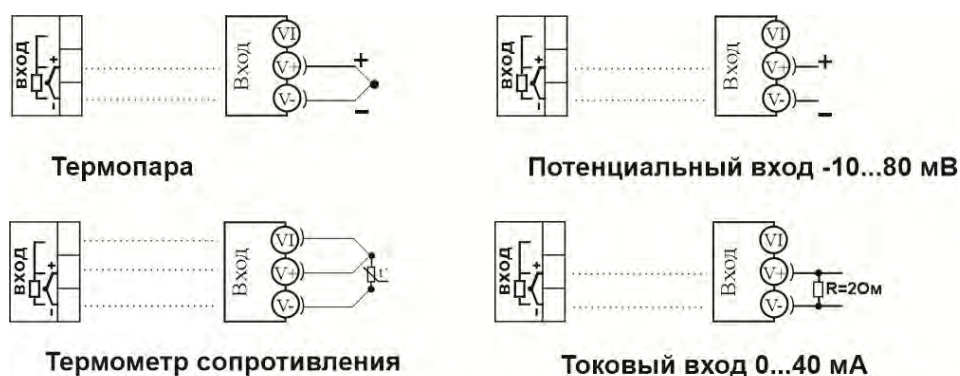 ВХОД
+
-
Вход
VI
V+
V-
+
-
Термопара
ВХОД
+
-
Вход
VI
V+
V-
+
-
Потенциальный вход -10...80 мВ
ВХОД
+
-
Вход
VI
V+
V-
t°
Термометр сопротивления
ВХОД
+
-
Вход
VI
V+
V-
R=2Ом
Токовый вход 0...40 мА